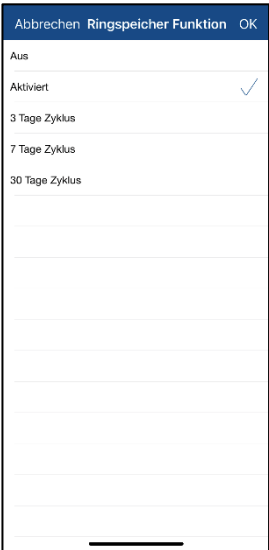 Abbrechen Ringspeicher Funktion OK
Aus
Aktiviert
3 Tage Zyklus
7 Tage Zyklus
30 Tage Zyklus